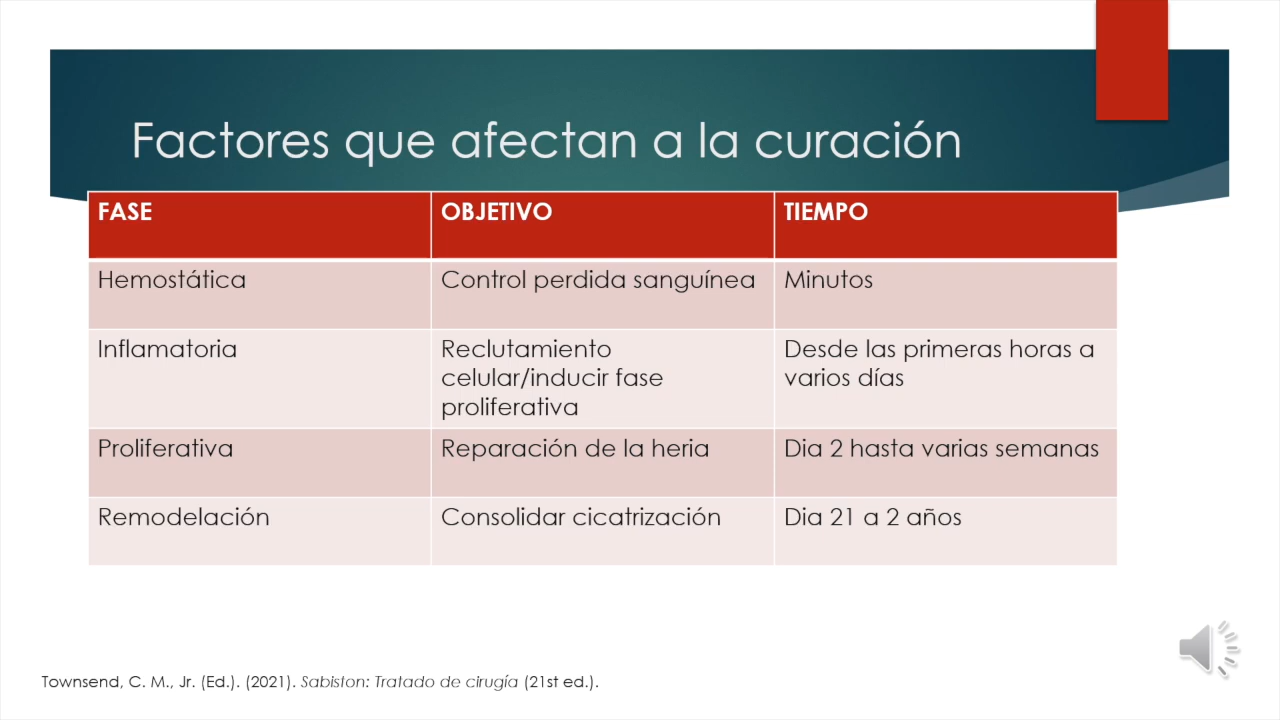 Factores que afectan a la curación
FASE
OBJETIVO
TIEMPO
Hemostática
Control perdida sanguínea
Minutos
Inflamatoria
Reclutamiento
celular/inducir fase
proliferativa
Desde las primeras horas a
varios días
Proliferativa
Reparación de la heria
Dia 2 hasta varias semanas
Remodelación
Consolidar cicatrización
Dia 21 a 2 años
Townsend, C. M., Jr. (Ed.). (2021). Sabiston: Tratado de cirugía (21st ed.).